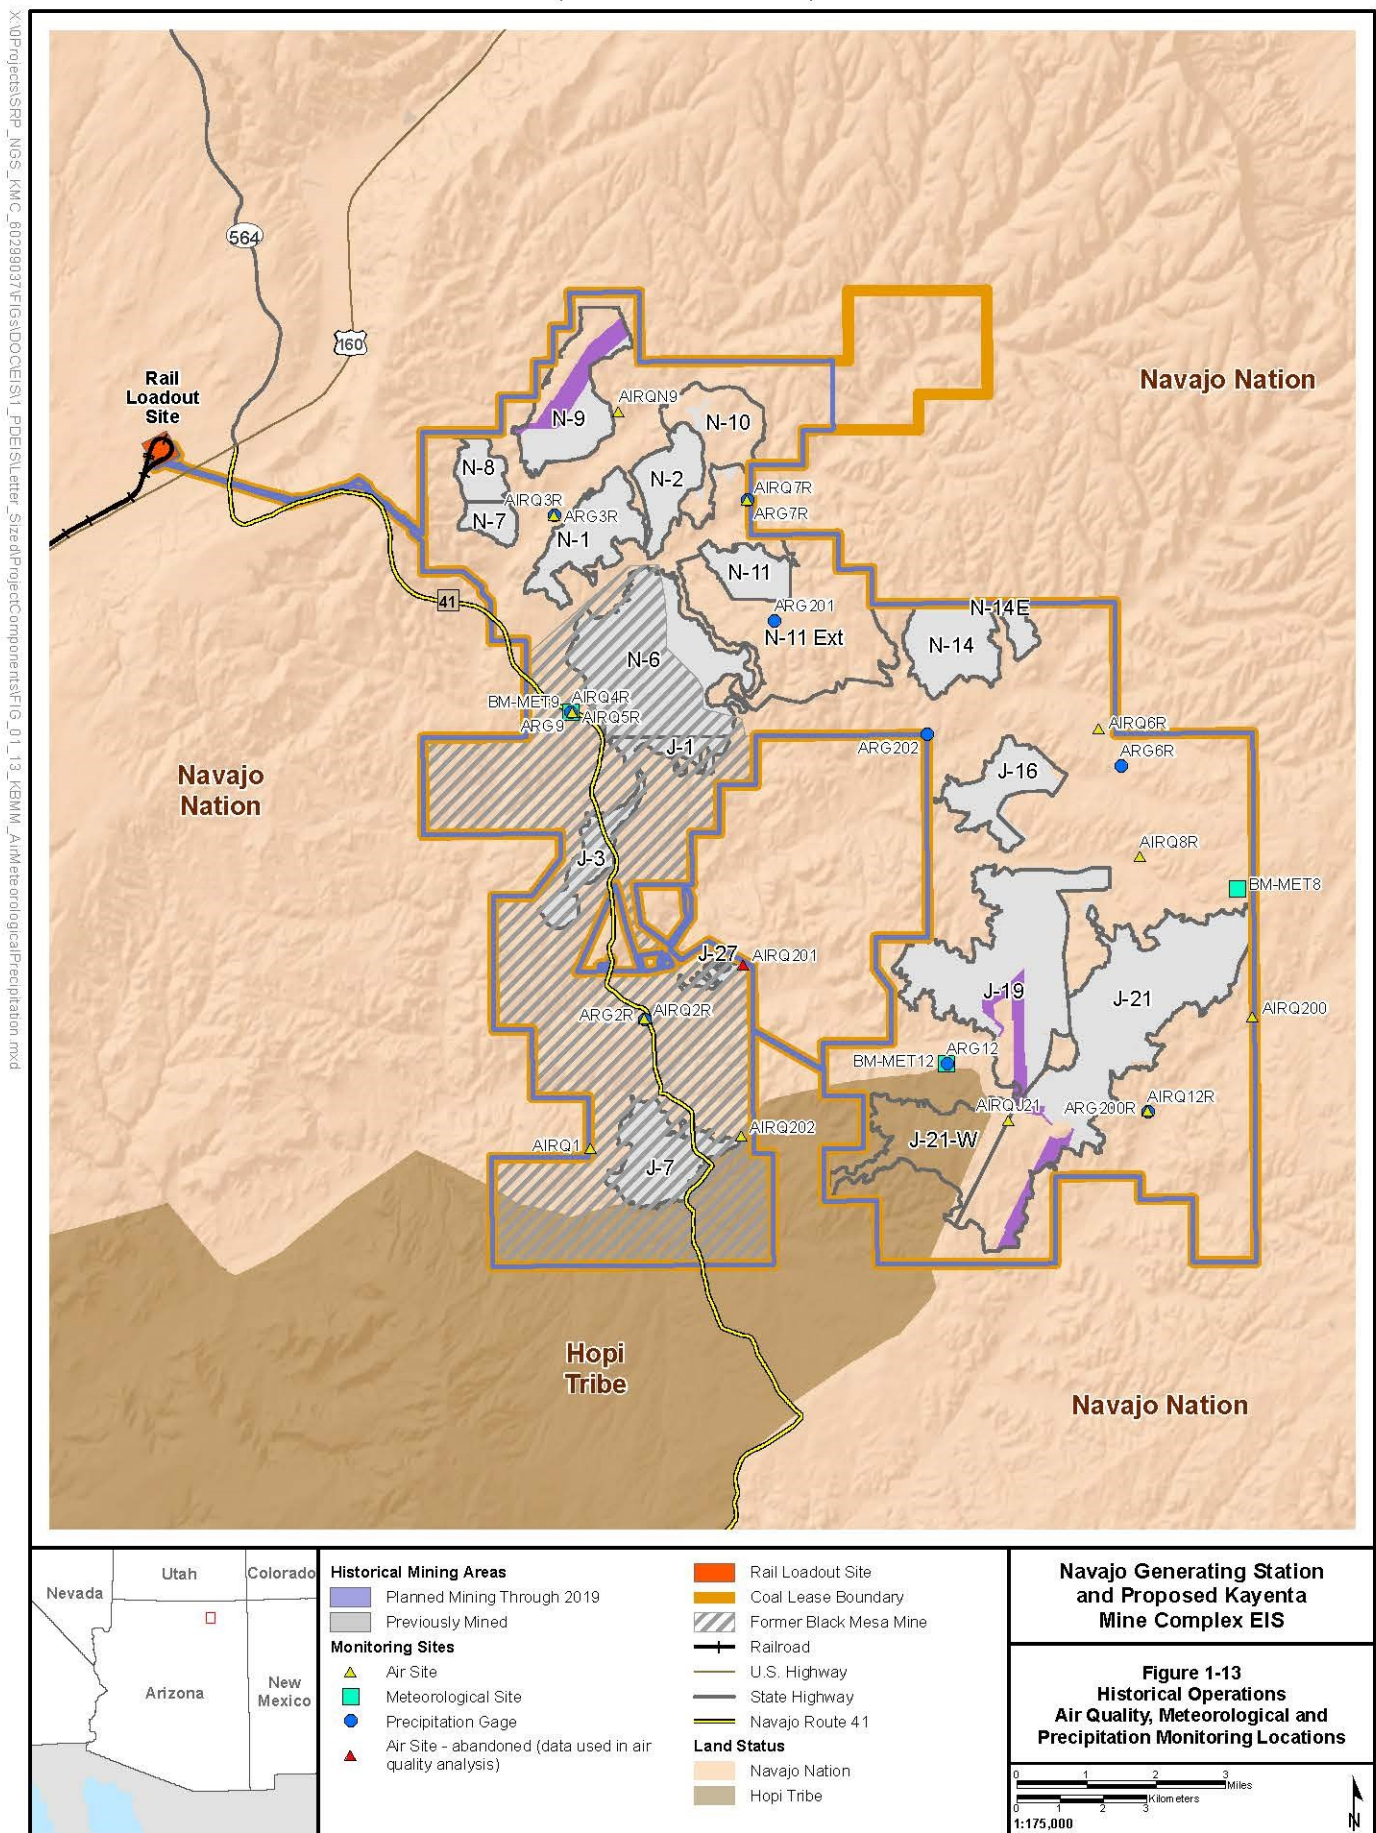 X:\0Projects\SRP_NGS_KMC_60289037\FIGs\DOC\EIS\1_PDEIS\Letter_Sized\ProjectComponents\FIG_01_13_KBMM_AirMeteorologicalPrecipitation.mxd
564
160
Rail
Loadout
Site
Navajo Nation
AIRQN9
N-9
N-10
N-8
N-2
AIRQ3R
AIRQ7R
ARG3R
ARG7R
N-7
N-1
N-11
41
ARG201
N-14E
N-11 Ext
N-14
N-6
BM-MET9
AIRQ4R
ARG9
AIRQ5R
AIRQ6R
J-1
ARG202
ARG6R
Navajo
Nation
J-16
AIRQ8R
J-3
BM-MET8
J-27
AIRQ201
J-19
J-21
ARG2R
AIRQ2R
AIRQ200
ARG12
BM-MET12
AIRQJ21
ARG200R
AIRQ12R
AIRQ202
AIRQ1
J-21-W
J-7
Hopi
Tribe
Navajo Nation
Nevada
Utah
Colorado
Arizona
New
Mexico
Historical Mining Areas
Planned Mining Through 2019
Previously Mined
Monitoring Sites
Air Site
Meteorological Site
Precipitation Gage
Air Site - abandoned (data used in air
quality analysis)
Rail Loadout Site
Coal Lease Boundary
Former Black Mesa Mine
Railroad
U.S. Highway
State Highway
Navajo Route 41
Land Status
Navajo Nation
Hopi Tribe
Navajo Generating Station
and Proposed Kayenta
Mine Complex EIS
Figure 1-13
Historical Operations
Air Quality, Meteorological and
Precipitation Monitoring Locations
0 1 2 3
Miles
Kilometers
0 1 2 3
1:175,000
N